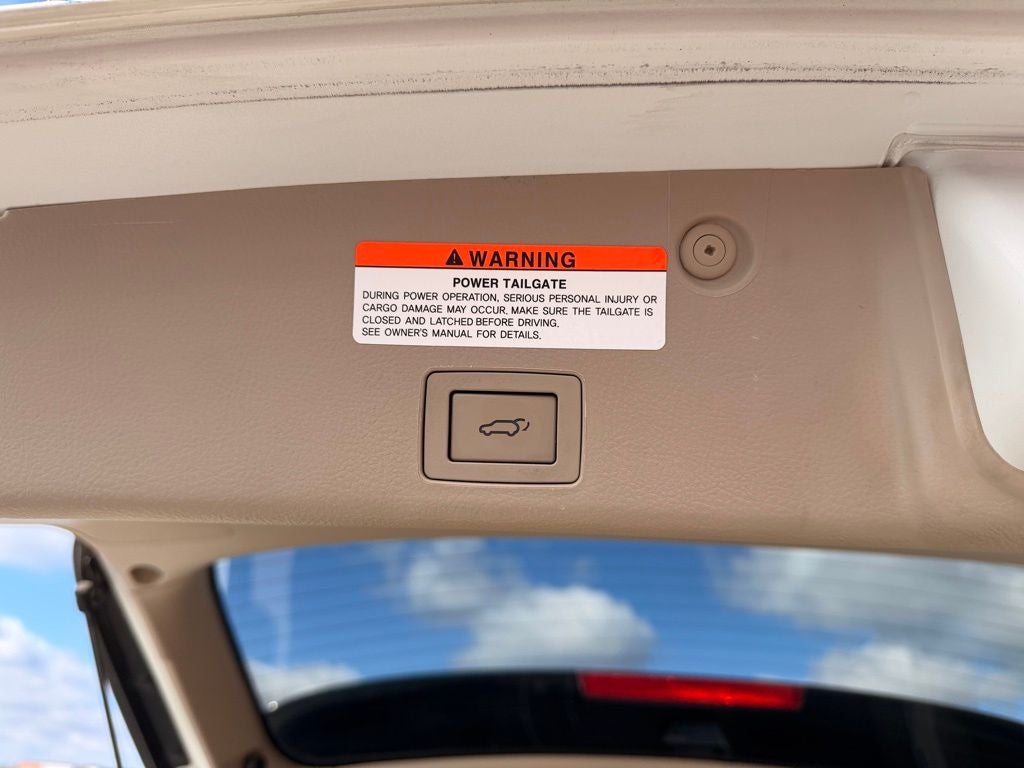 WARNING
POWER TAILGATE
DURING POWER OPERATION, SERIOUS PERSONAL INJURY OR
CARGO DAMAGE MAY OCCUR. MAKE SURE THE TAILGATE IS
CLOSED AND LATCHED BEFORE DRIVING.
SEE OWNER'S MANUAL FOR DETAILS.